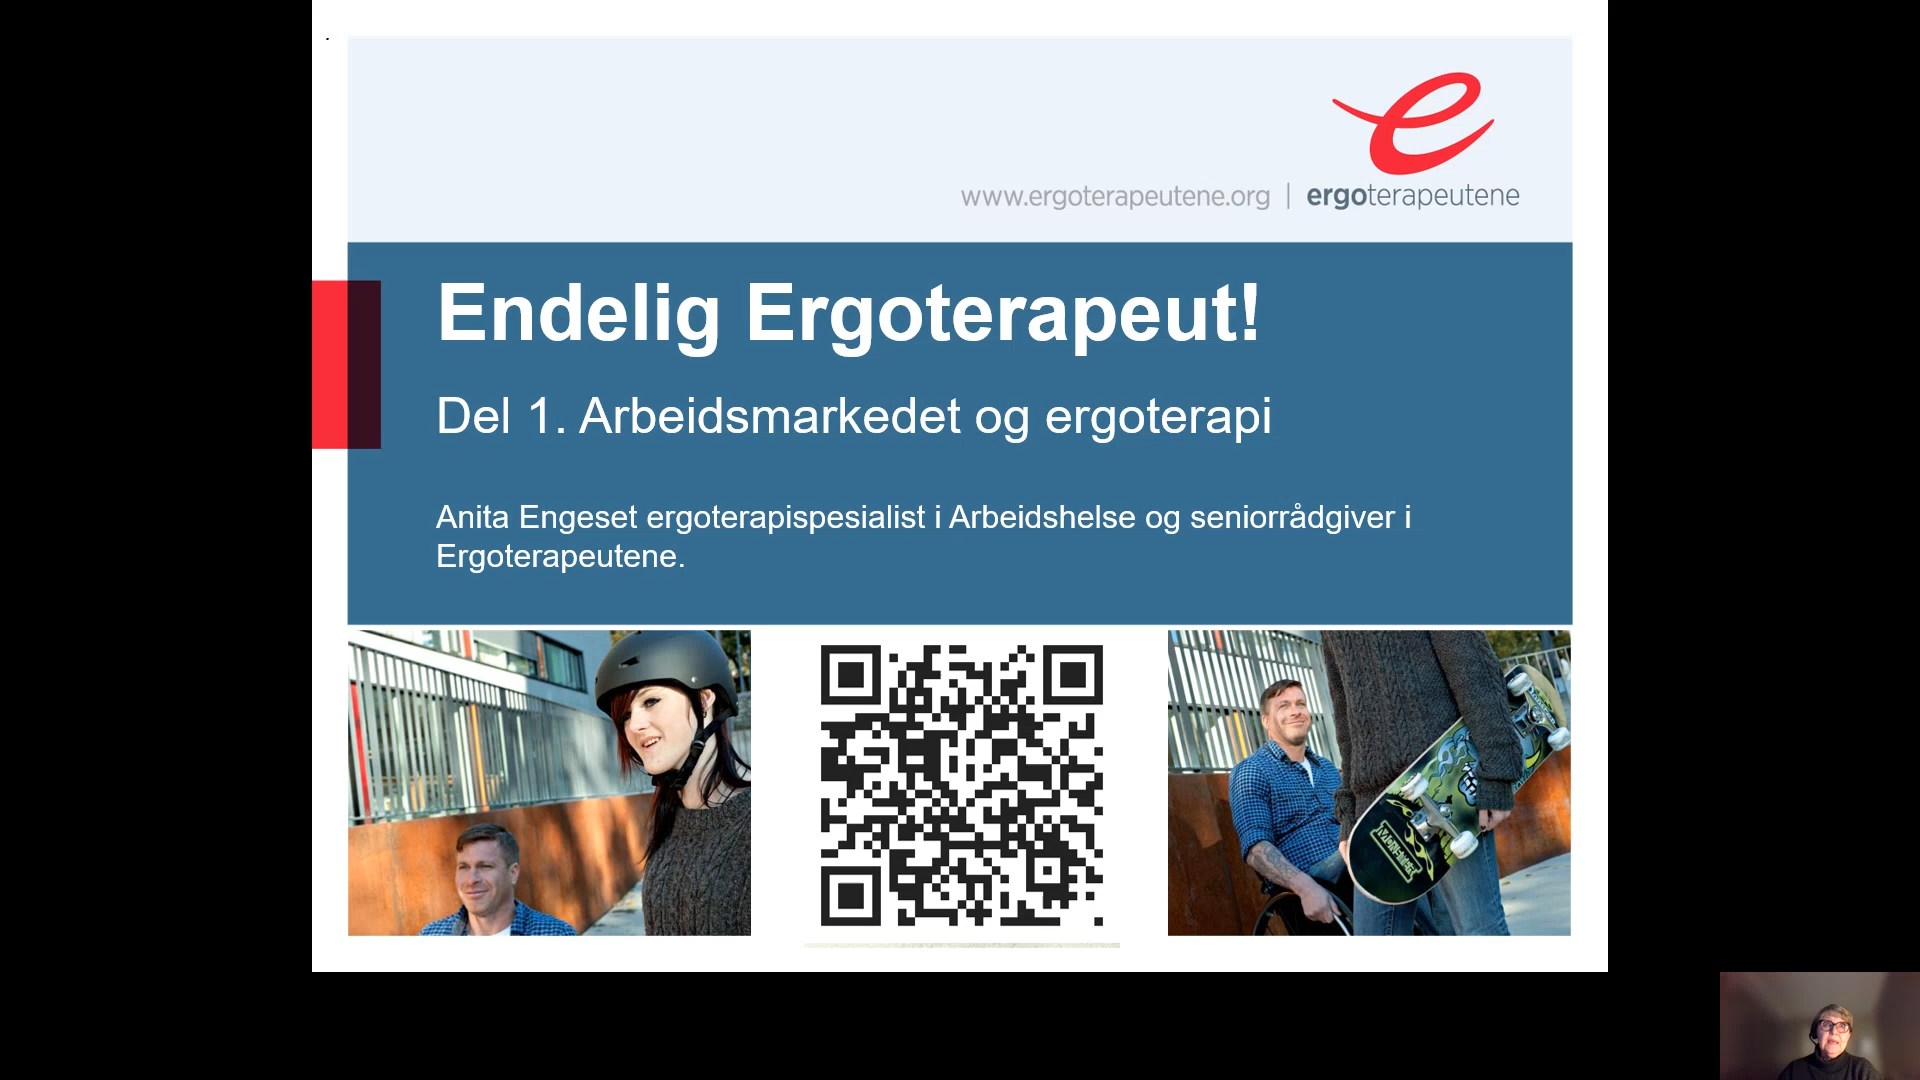 www.ergoterapeutene.org | ergoterapeutene
Endelig Ergoterapeut!
Del 1. Arbeidsmarkedet og ergoterapi
Anita Engeset ergoterapispesialist i Arbeidshelse og seniorrådgiver i
Ergoterapeutene.